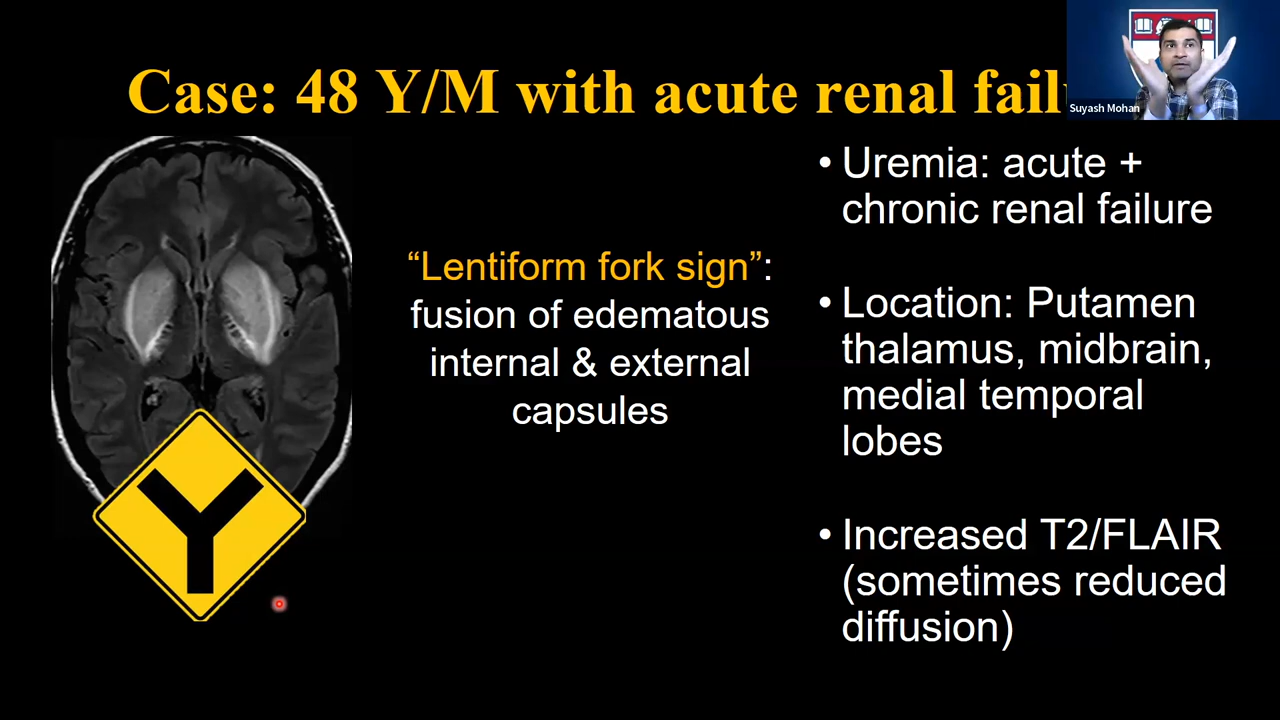 Case: 48 Y/M with acute renal
Suyash Mohan
“Lentiform fork sign”:
fusion of edematous
internal & external
capsules
• Uremia: acute +
chronic renal failure
• Location: Putamen
thalamus, midbrain,
medial temporal
lobes
• Increased T2/FLAIR
(sometimes reduced
diffusion)